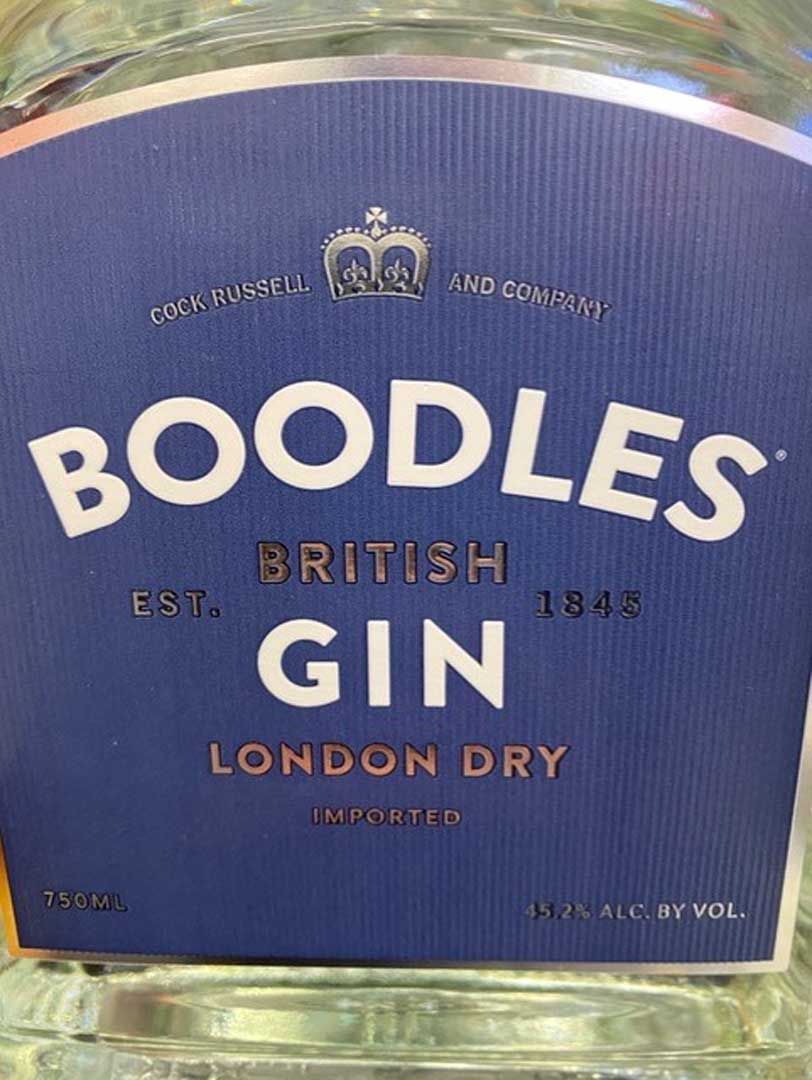 COCK RUSSELL AND COMPANY
BOODLES®
BRITISH
EST. 1845
GIN
LONDON DRY
IMPORTED
750ML 45.2% ALC. BY VOL.